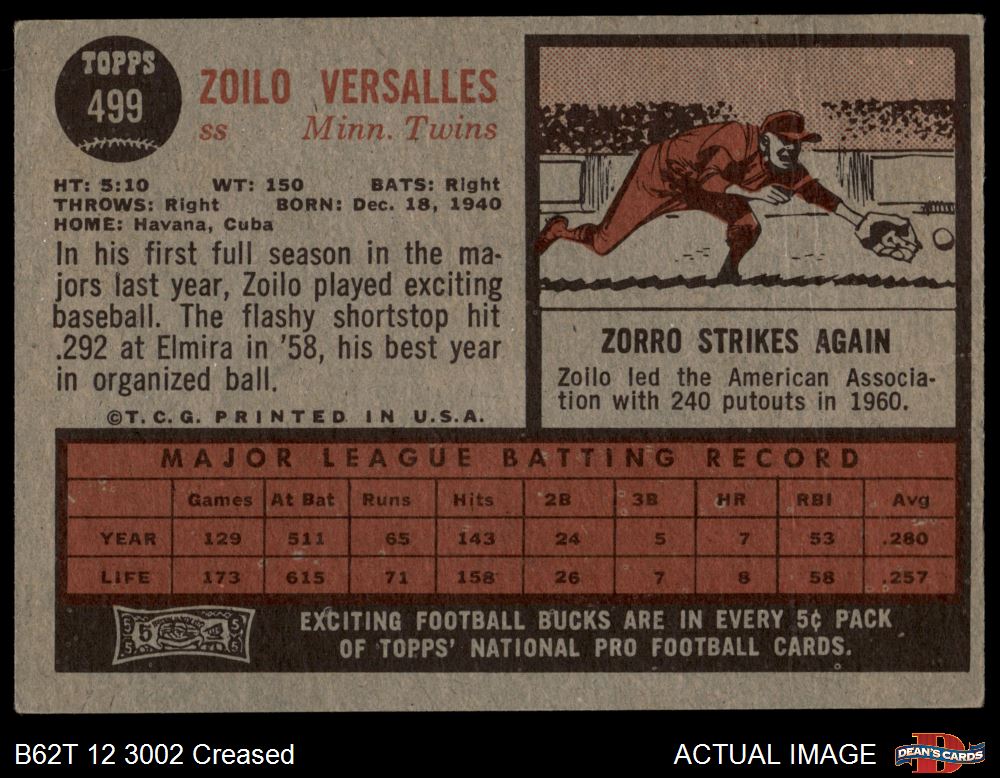 TOPPS
499
ZOILO VERSALLES
SS Minn. Twins
HT: 5:10 WT: 150 BATS: Right
THROWS: Right BORN: Dec. 18, 1940
HOME: Havana, Cuba
In his first full season in the ma-
jors last year, Zoilo played exciting
baseball. The flashy shortstop hit
.292 at Elmira in '58, his best year
in organized ball.
©T.C.G. PRINTED IN U.S.A.
ZORRO STRIKES AGAIN
Zoilo led the American Associa-
tion with 240 putouts in 1960.
MAJOR LEAGUE BATTING RECORD
Games At Bat Runs Hits 2B 3B HR RBI Avg
YEAR 129 511 65 143 24 5 7 53 .280
LIFE 173 615 71 158 26 7 8 58 .257
5 5 5 5 5
EXCITING FOOTBALL BUCKS ARE IN EVERY 5¢ PACK
OF TOPPS' NATIONAL PRO FOOTBALL CARDS.
B62T 12 3002 Creased
ACTUAL IMAGE
DEAN'S CARDS